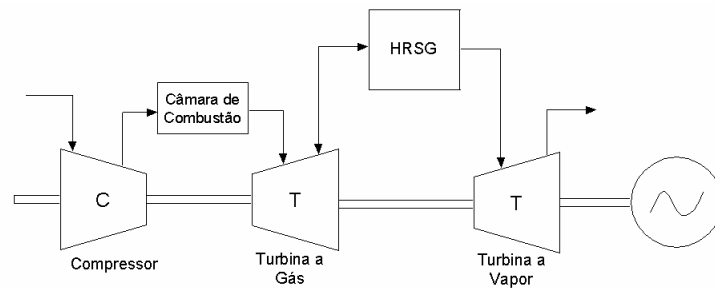 HRSG
Câmara de
Combustão
C
T
T
Compressor
Turbina a
Gás
Turbina a
Vapor